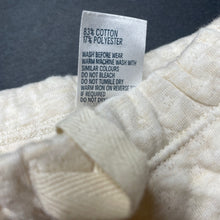 83% COTTON
17% POLYESTER
WASH BEFORE WEAR
WARM MACHINE WASH WITH
SIMILAR COLOURS
DO NOT BLEACH
DO NOT TUMBLE DRY
WARM IRON ON REVERSE
IF REQUIRED
DO NOT DRY